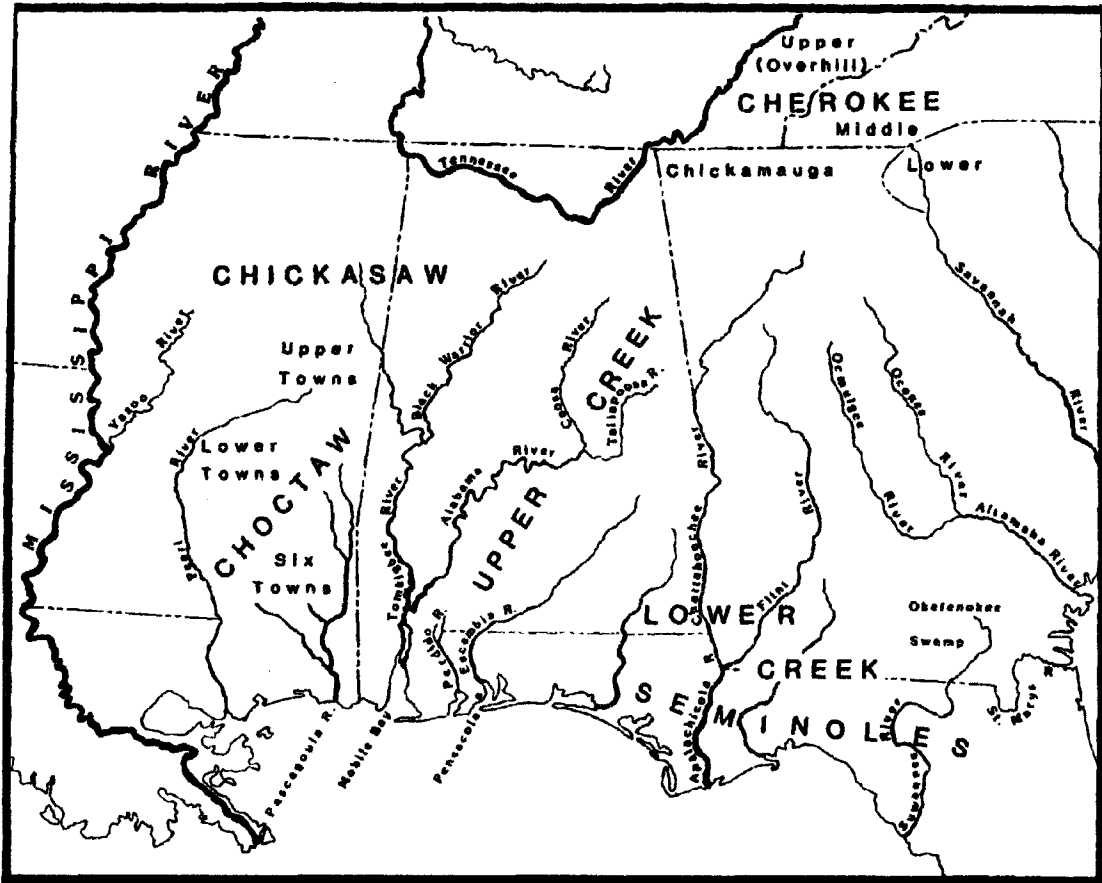 Upper
(Overhill)
CHEROKEE
Middle
Lower
Chickamauga
MISSISSIPPI RIVER
Tennessee River
CHICKASAW
Savannah River
Yazoo River
Upper
Towns
Black Warrior River
Coosa River
CREEK
Tallapoosa R.
Ocmulgee River
Oconee River
Pearl River
Lower
Towns
CHOCTAW
Six
Towns
Tombigbee River
Alabama River
UPPER
Chattahoochee River
Flint River
Altamaha River
Perdido R.
Escambia R.
LOWER
CREEK
Okefenokee
Swamp
SEMINOLES
Apalachicola R.
Suwannee River
St. Marys R
Pascagoula R.
Mobile Bay
Pensacola